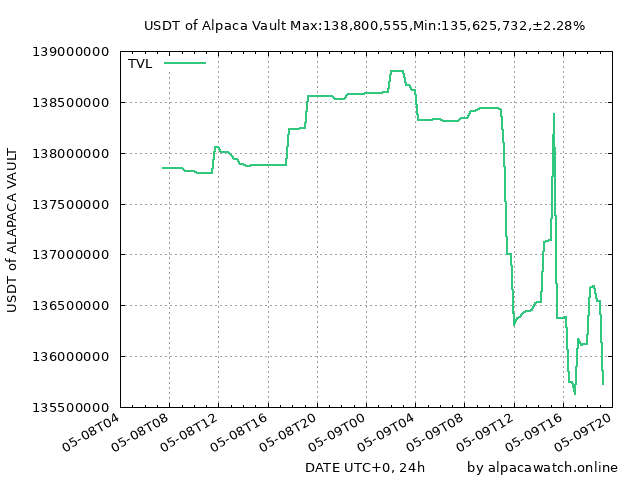 USDT of Alpaca Vault Max:138,800,555,Min:135,625,732,±2.28%
TVL
USDT of ALAPACA VAULT
139000000
138500000
138000000
137500000
137000000
136500000
136000000
135500000
05-08T04
05-08T08
05-08T12
05-08T16
05-08T20
05-09T00
05-09T04
05-09T08
05-09T12
05-09T16
05-09T20
DATE UTC+0, 24h
by alpacawatch.online